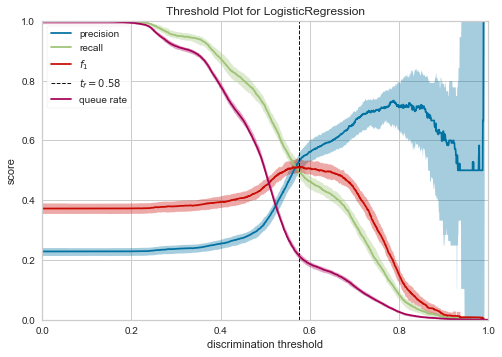 Threshold Plot for LogisticRegression
precision
recall
f₁
tᵣ = 0.58
queue rate
score
1.0
0.8
0.6
0.4
0.2
0.0
0.0 0.2 0.4 0.6 0.8 1.0
discrimination threshold